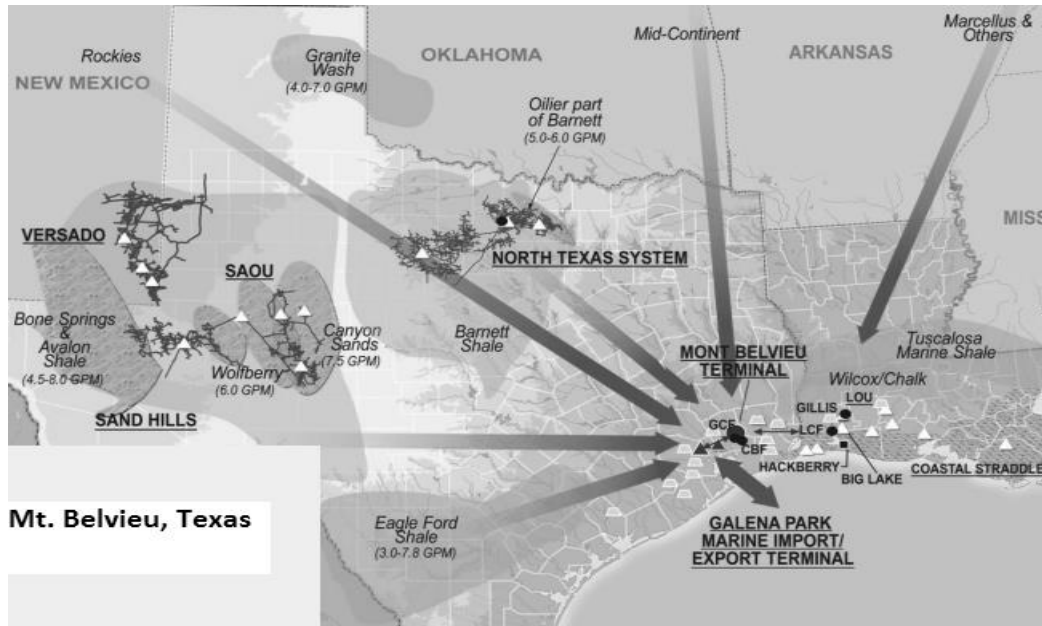 Rockies
NEW MEXICO
Granite
Wash
(4.0-7.0 GPM)
OKLAHOMA
Mid-Continent
ARKANSAS
Marcellus &
Others
Oilier part
of Barnett
(5.0-6.0 GPM)
MISS
VERSADO
SAOU
NORTH TEXAS SYSTEM
Bone Springs
&
Avalon
Shale
(4.5-8.0 GPM)
Wolfberry
(6.0 GPM)
Canyon
Sands
(7.5 GPM)
Barnett
Shale
SAND HILLS
MONT BELVIEU
TERMINAL
Tuscalosa
Marine Shale
Wilcox/Chalk
LOU
GILLIS
GCF
CBF
LCF
HACKBERRY
BIG LAKE
COASTAL STRADDLE
Mt. Belvieu, Texas
Eagle Ford
Shale
(3.0-7.8 GPM)
GALENA PARK
MARINE IMPORT/
EXPORT TERMINAL